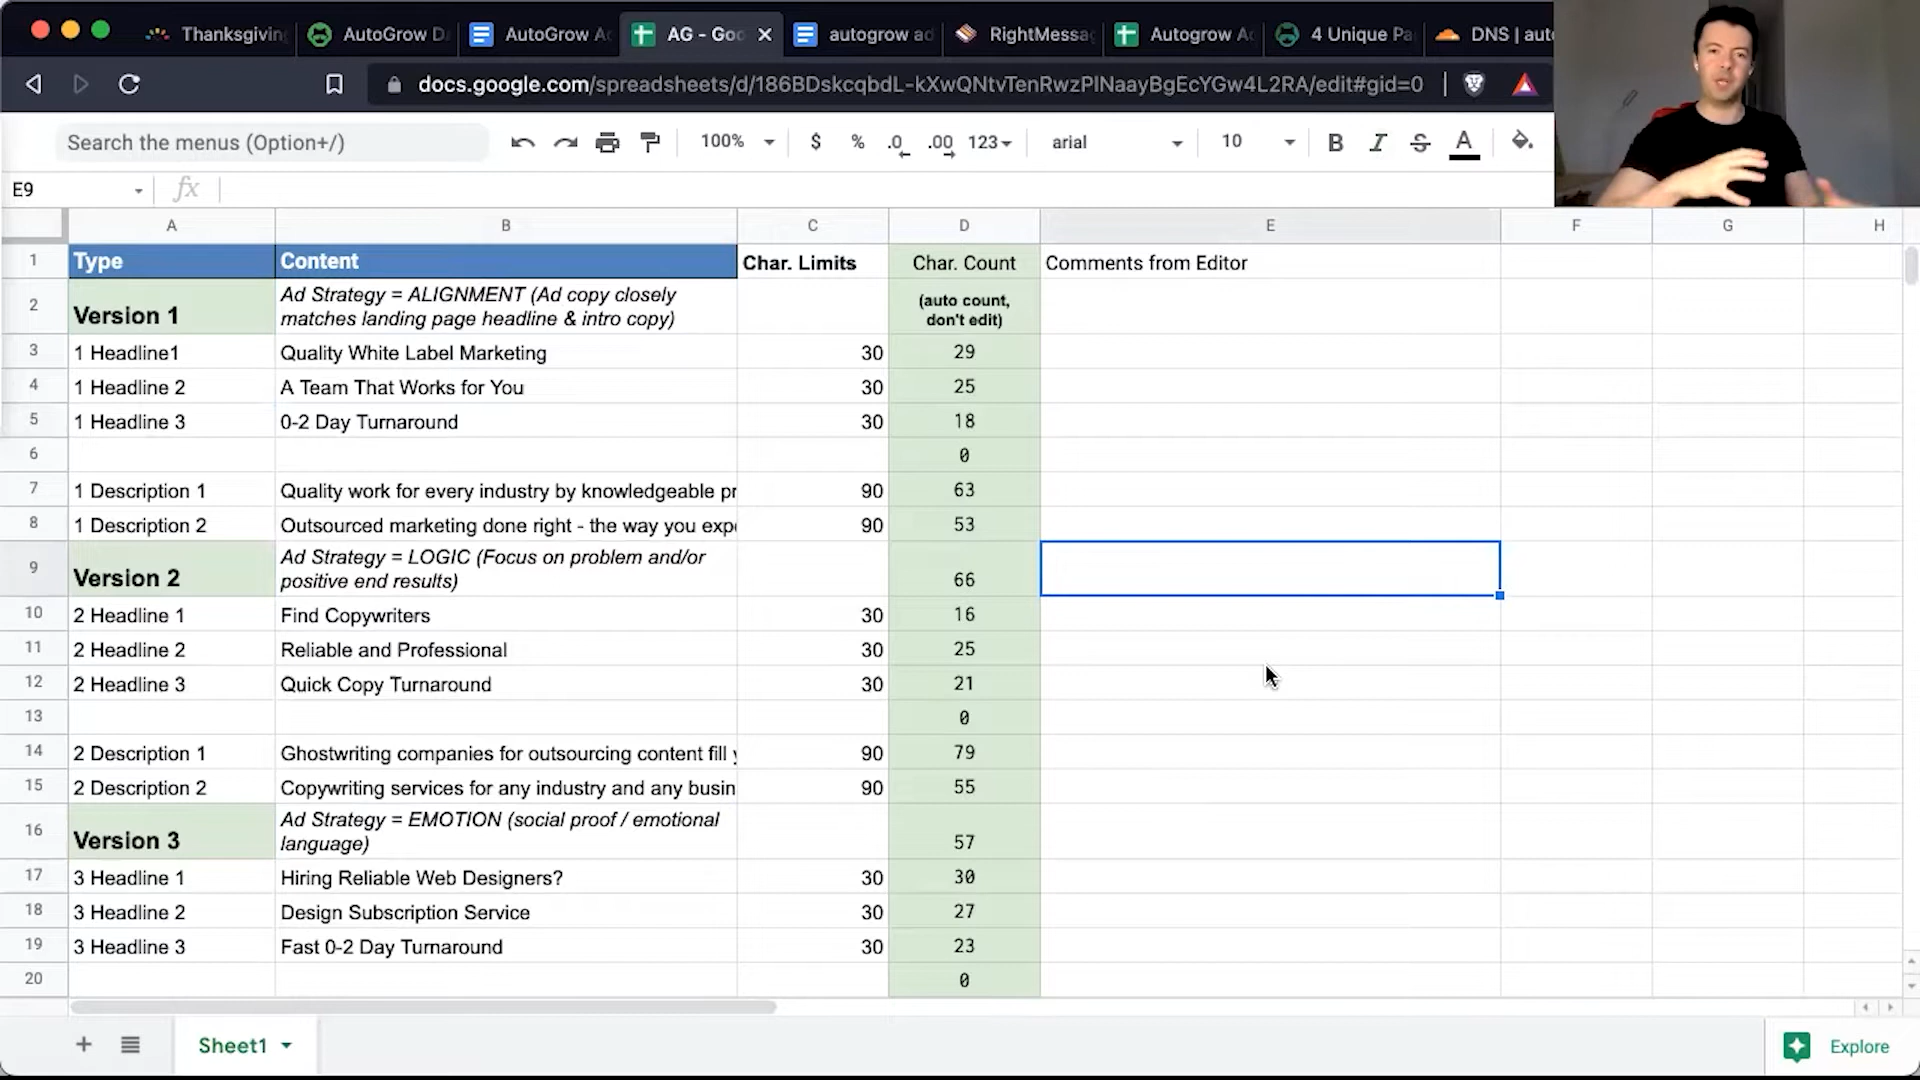 Thanksgiving
AutoGrow D
AutoGrow Ad
AG - Goo
autogrow ad
RightMessa
Autogrow Ad
4 Unique Pa
DNS | aut
docs.google.com/spreadsheets/d/186BDskcqbdL-kXwQNtvTenRwzPlNaayBgEcYGw4L2RA/edit#gid=0
Search the menus (Option+/)
100%
$
%
.0
.00
123
arial
10
B
I
S
A
E9
fx
A B C D E F G H
1 Type Content Char. Limits Char. Count Comments from Editor
2 Version 1 Ad Strategy = ALIGNMENT (Ad copy closely
matches landing page headline & intro copy)
(auto count,
don't edit)
3 1 Headline1 Quality White Label Marketing 30 29
4 1 Headline 2 A Team That Works for You 30 25
5 1 Headline 3 0-2 Day Turnaround 30 18
6 0
7 1 Description 1 Quality work for every industry by knowledgeable pr 90 63
8 1 Description 2 Outsourced marketing done right - the way you expe 90 53
9 Version 2 Ad Strategy = LOGIC (Focus on problem and/or
positive end results)
66
10 2 Headline 1 Find Copywriters 30 16
11 2 Headline 2 Reliable and Professional 30 25
12 2 Headline 3 Quick Copy Turnaround 30 21
13 0
14 2 Description 1 Ghostwriting companies for outsourcing content fill y 90 79
15 2 Description 2 Copywriting services for any industry and any busin 90 55
16 Version 3 Ad Strategy = EMOTION (social proof / emotional
language)
57
17 3 Headline 1 Hiring Reliable Web Designers? 30 30
18 3 Headline 2 Design Subscription Service 30 27
19 3 Headline 3 Fast 0-2 Day Turnaround 30 23
20 0
Sheet1
Explore